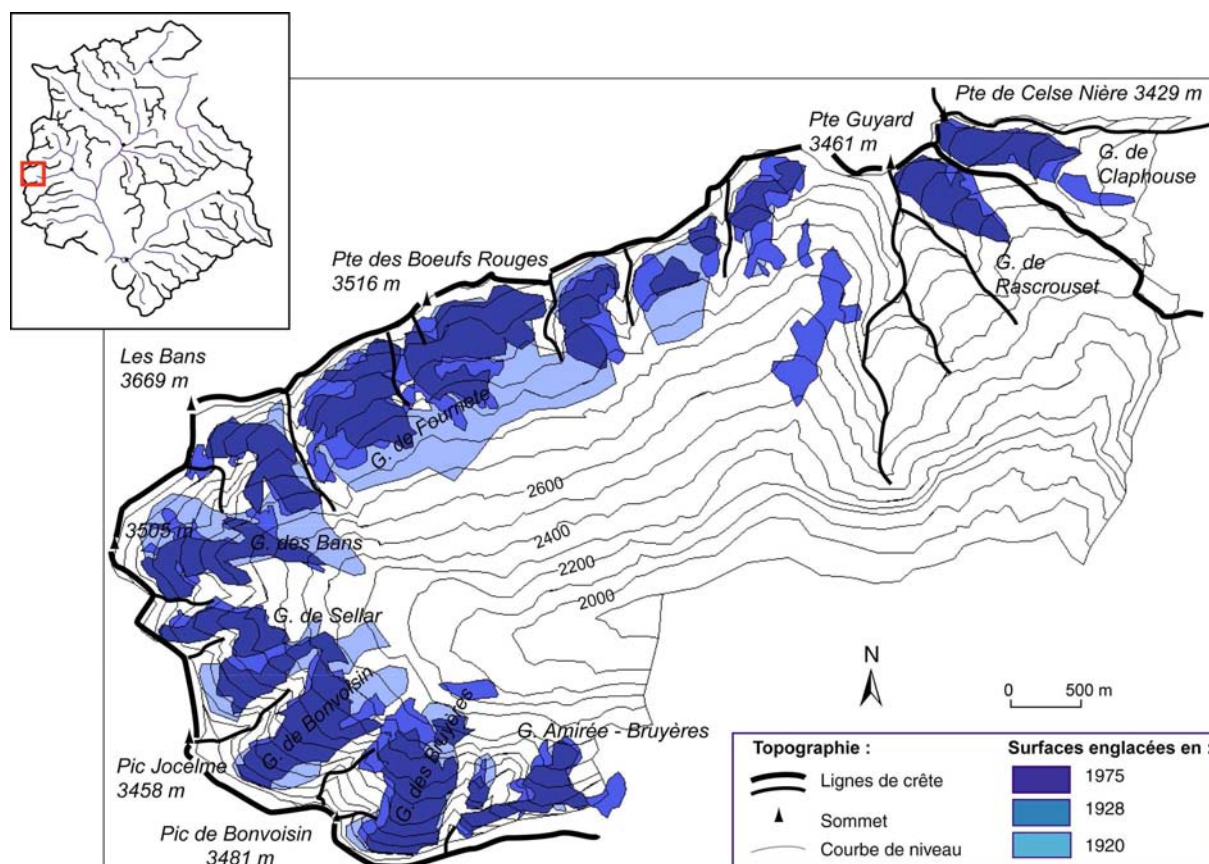 Pte de Celse Nière 3429 m
Pte Guyard
3461 m
G. de
Claphouse
Pte des Boeufs Rouges
3516 m
G. de
Rascrouset
Les Bans
3669 m
G. de Fournote
2600
3505 m
G. des Bans
2400
2200
2000
G. de Sellar
N
G. de Bonvoisin
0 500 m
G. des Bruyères
G. Amirée - Bruyères
Pic Jocelme
3458 m
Pic de Bonvoisin
3481 m
Topographie :
Lignes de crête
Sommet
Courbe de niveau
Surfaces englacées en :
1975
1928
1920